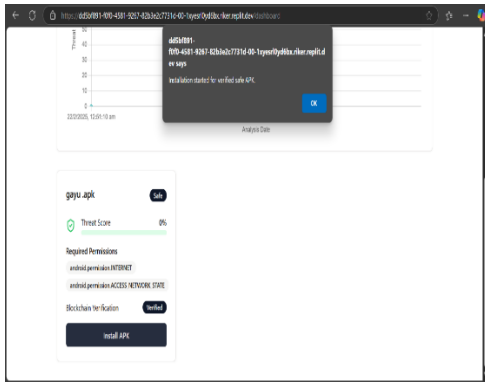 https://dd5bf891-f0f0-4581-9267-82b3e2c7731d-00-1xyesrl0yd6bx.riker.replit.dev/dashboard
dd5bf891-
f0f0-4581-9267-82b3e2c7731d-00-1xyesrl0yd6bx.riker.replit.d
ev says
Installation started for verified safe APK.
OK
Threat
50
40
30
20
10
0
22/2/2025, 12:51:10 am
Analysis Date
gayu .apk
Safe
Threat Score
0%
Required Permissions
android.permission.INTERNET
android.permission.ACCESS_NETWORK_STATE
Blockchain Verification
Verified
Install APK